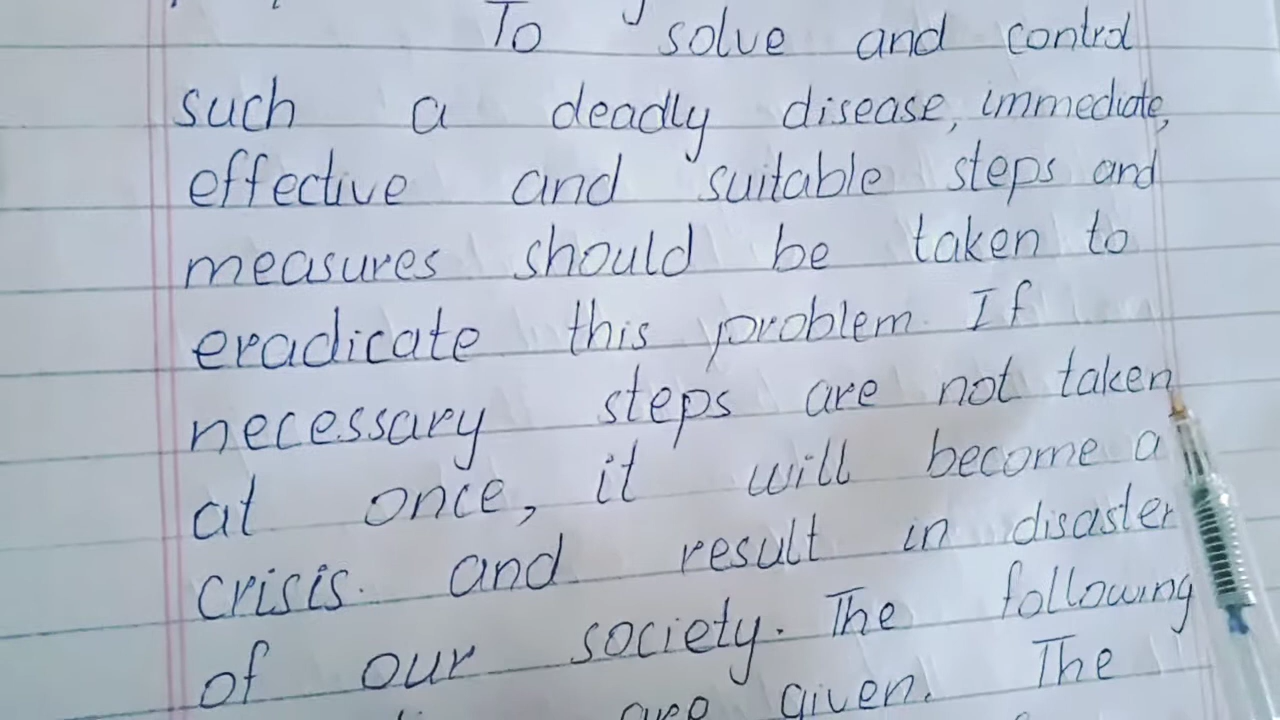 To solve and control
such a deadly disease, immediate,
effective and suitable steps and
measures should be taken to
eradicate this problem. If
necessary steps are not taken
at once, it will become a
crisis. and result in disaster
of our society. The following
are given. The